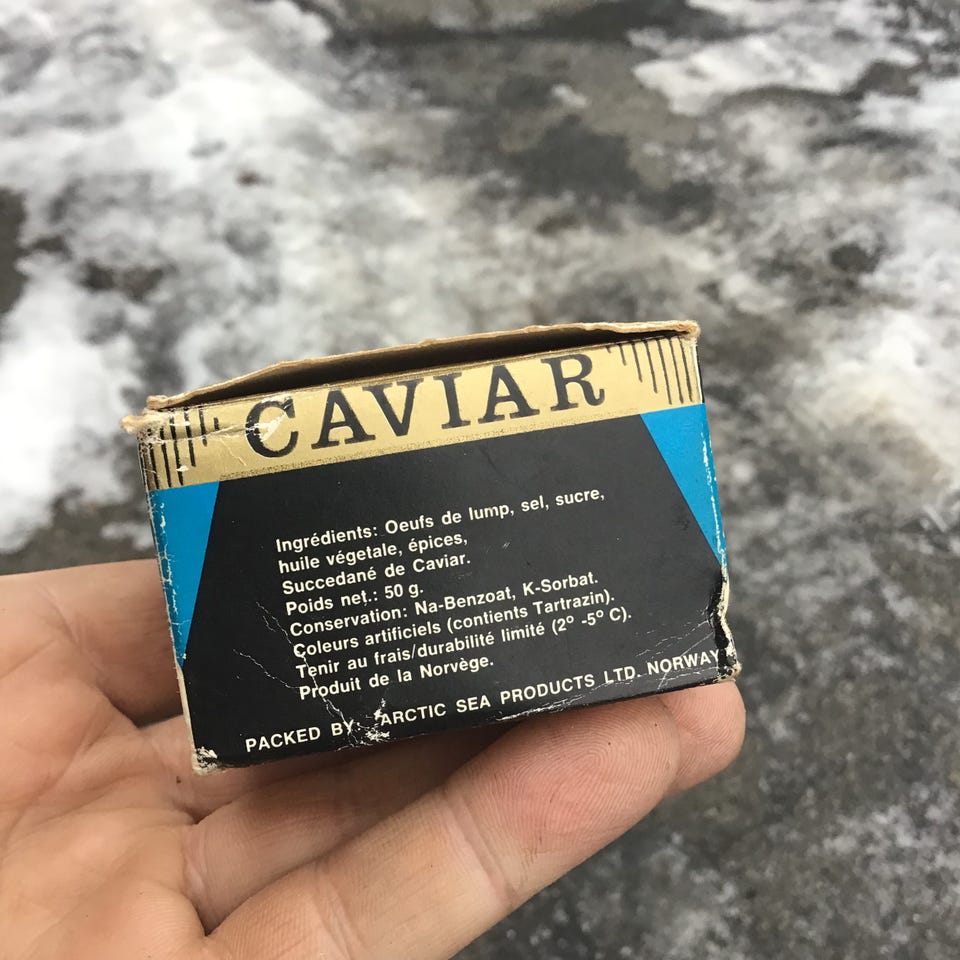 CAVIAR
Ingrédients: Oeufs de lump, sel, sucre,
huile végetale, épices,
Succedané de Caviar.
Poids net.: 50 g.
Conservation: Na-Benzoat, K-Sorbat.
Coleurs artificiels (contients Tartrazin).
Tenir au frais/durabilité limité (2° -5° C).
Produit de la Norvège.
PACKED BY: ARCTIC SEA PRODUCTS LTD. NORWAY